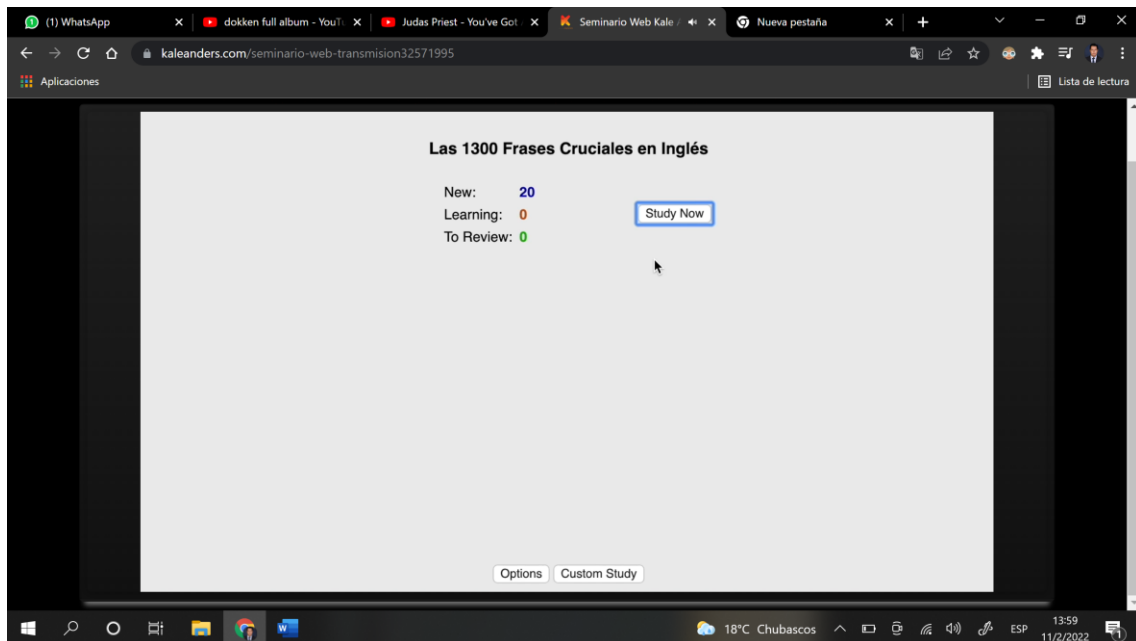 (1) WhatsApp
dokken full album - YouTu
Judas Priest - You've Got
Seminario Web Kale /
Nueva pestaña
kaleanders.com/seminario-web-transmision32571995
Aplicaciones
Lista de lectura
Las 1300 Frases Cruciales en Inglés
New: 20
Learning: 0
Study Now
To Review: 0
Options Custom Study
18°C Chubascos
ESP
13:59
11/2/2022